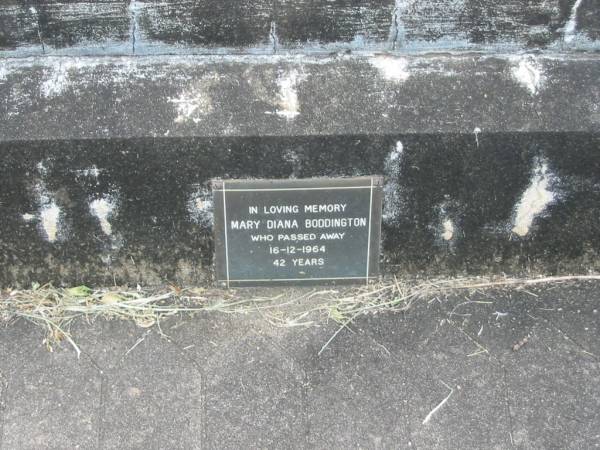 IN LOVING MEMORY
MARY DIANA BODDINGTON
WHO PASSED AWAY
16-12-1964
42 YEARS